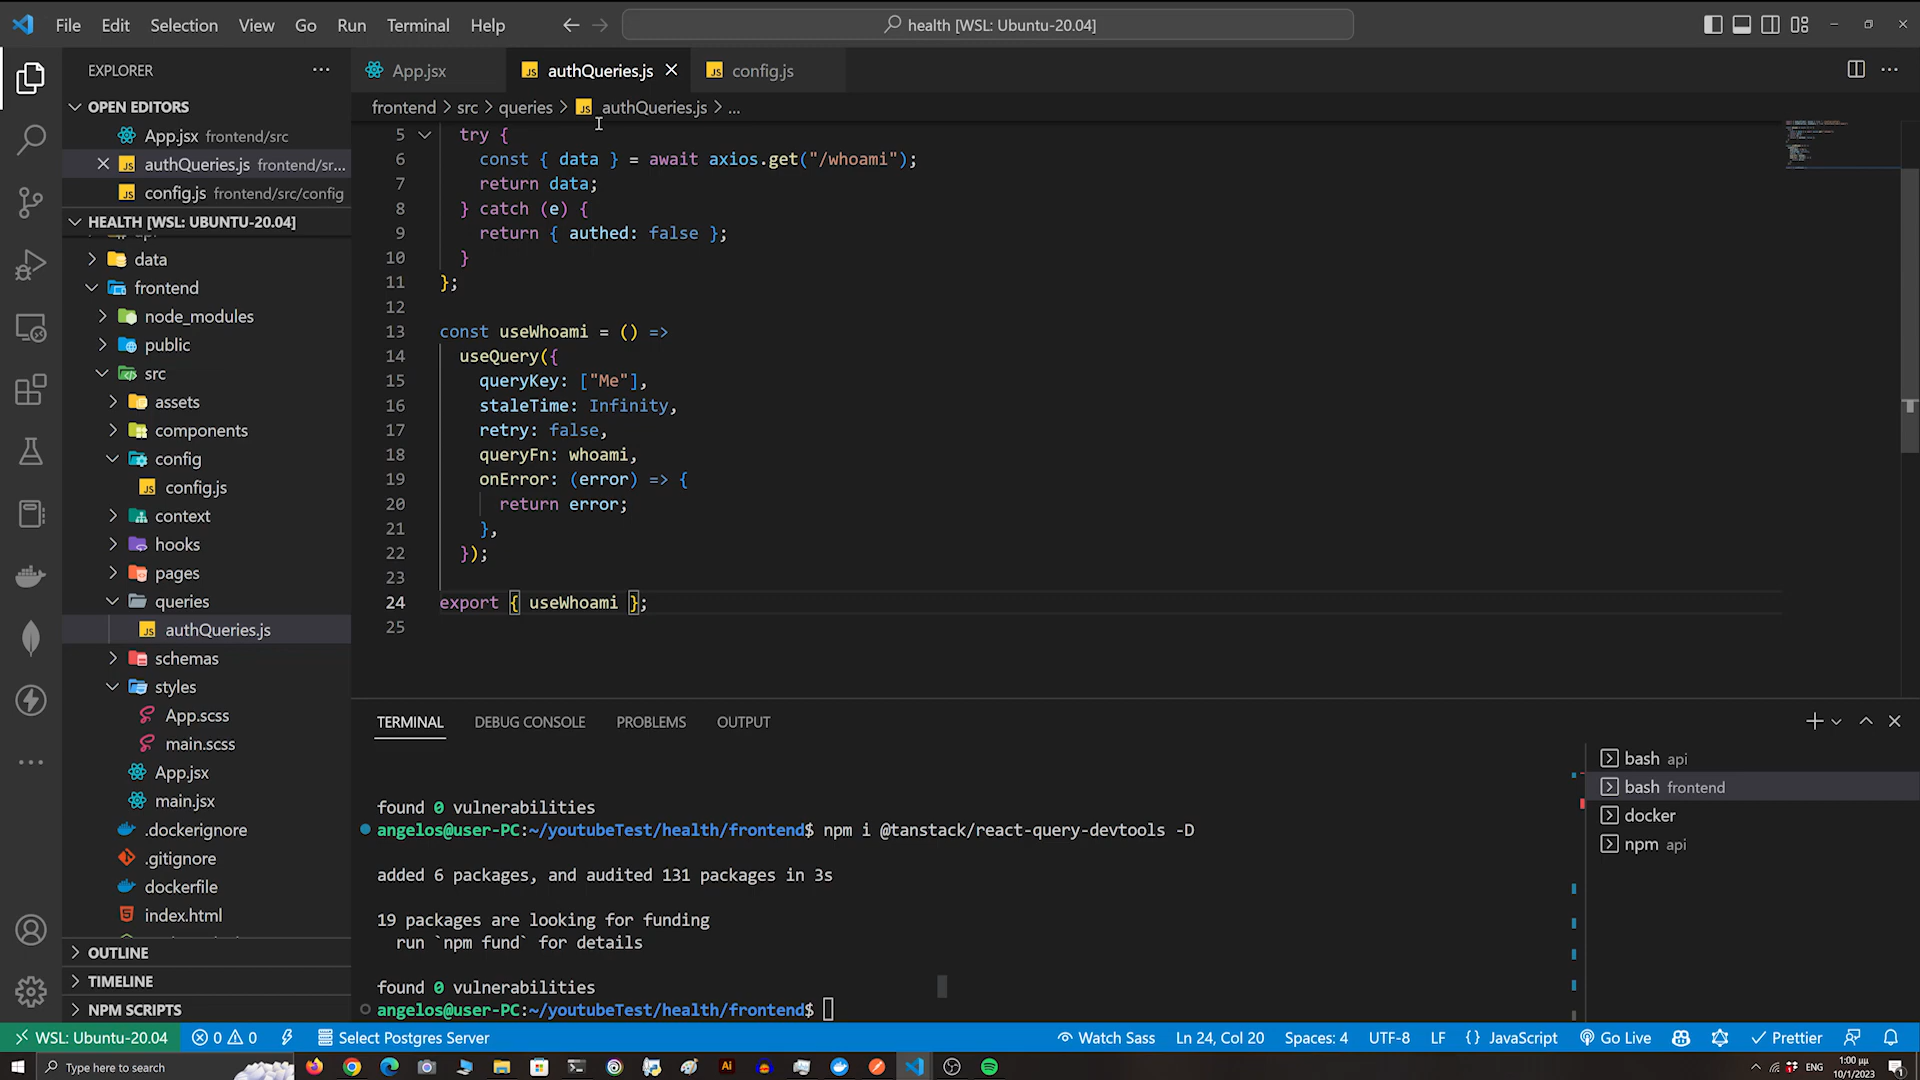 File Edit Selection View Go Run Terminal Help
health [WSL: Ubuntu-20.04]
EXPLORER
App.jsx
authQueries.js
config.js
OPEN EDITORS
App.jsx frontend/src
authQueries.js frontend/sr...
config.js frontend/src/config
HEALTH [WSL: UBUNTU-20.04]
data
frontend
node_modules
public
src
assets
components
config
config.js
context
hooks
pages
queries
authQueries.js
schemas
styles
App.scss
main.scss
App.jsx
main.jsx
.dockerignore
.gitignore
dockerfile
index.html
OUTLINE
TIMELINE
NPM SCRIPTS
frontend > src > queries > JS authQueries.js > ...
5 try {
6 const { data } = await axios.get("/whoami");
7 return data;
8 } catch (e) {
9 return { authed: false };
10 }
11 };
12
13 const useWhoami = () =>
14 useQuery({
15 queryKey: ["Me"],
16 staleTime: Infinity,
17 retry: false,
18 queryFn: whoami,
19 onError: (error) => {
20 return error;
21 },
22 });
23
24 export { useWhoami };
25
TERMINAL DEBUG CONSOLE PROBLEMS OUTPUT
found 0 vulnerabilities
angelos@user-PC:~/youtubeTest/health/frontend$ npm i @tanstack/react-query-devtools -D
added 6 packages, and audited 131 packages in 3s
19 packages are looking for funding
run `npm fund` for details
found 0 vulnerabilities
angelos@user-PC:~/youtubeTest/health/frontend$
bash api
bash frontend
docker
npm api
WSL: Ubuntu-20.04 0 0 Select Postgres Server Watch Sass Ln 24, Col 20 Spaces: 4 UTF-8 LF {} JavaScript Go Live Prettier
Type here to search
Ai
ENG
1:00 μμ
10/1/2023
1